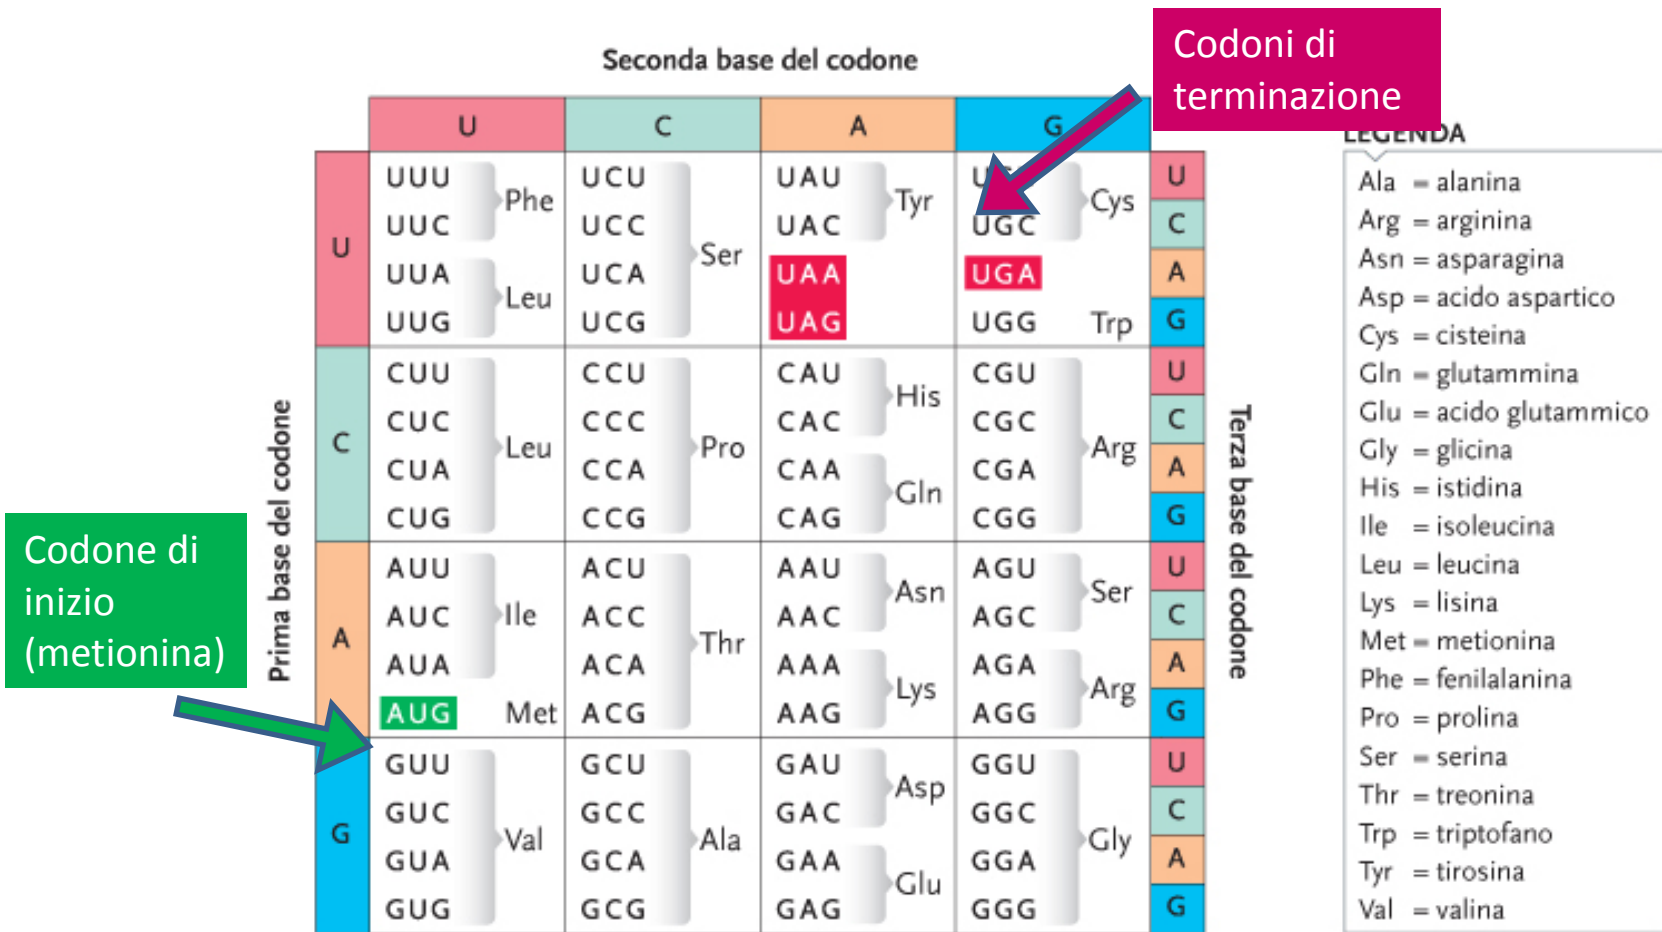 Seconda base del codone
Codoni di
terminazione
U C A G
LEGENDA
Prima base del codone
Terza base del codone
U
UUU
UUC
Phe
UUA
UUG
Leu
UCU
UCC
UCA
UCG
Ser
UAU
UAC
Tyr
UAA
UAG
UGC
Cys
UGA
UGG Trp
U
C
A
G
C
CUU
CUC
CUA
CUG
Leu
CCU
CCC
CCA
CCG
Pro
CAU
CAC
His
CAA
CAG
Gln
CGU
CGC
CGA
CGG
Arg
U
C
A
G
Codone di
inizio
(metionina)
A
AUU
AUC
AUA
Ile
AUG Met
ACU
ACC
ACA
ACG
Thr
AAU
AAC
Asn
AAA
AAG
Lys
AGU
AGC
Ser
AGA
AGG
Arg
U
C
A
G
G
GUU
GUC
GUA
GUG
Val
GCU
GCC
GCA
GCG
Ala
GAU
GAC
Asp
GAA
GAG
Glu
GGU
GGC
GGA
GGG
Gly
U
C
A
G
Ala = alanina
Arg = arginina
Asn = asparagina
Asp = acido aspartico
Cys = cisteina
Gln = glutammina
Glu = acido glutammico
Gly = glicina
His = istidina
Ile = isoleucina
Leu = leucina
Lys = lisina
Met = metionina
Phe = fenilalanina
Pro = prolina
Ser = serina
Thr = treonina
Trp = triptofano
Tyr = tirosina
Val = valina